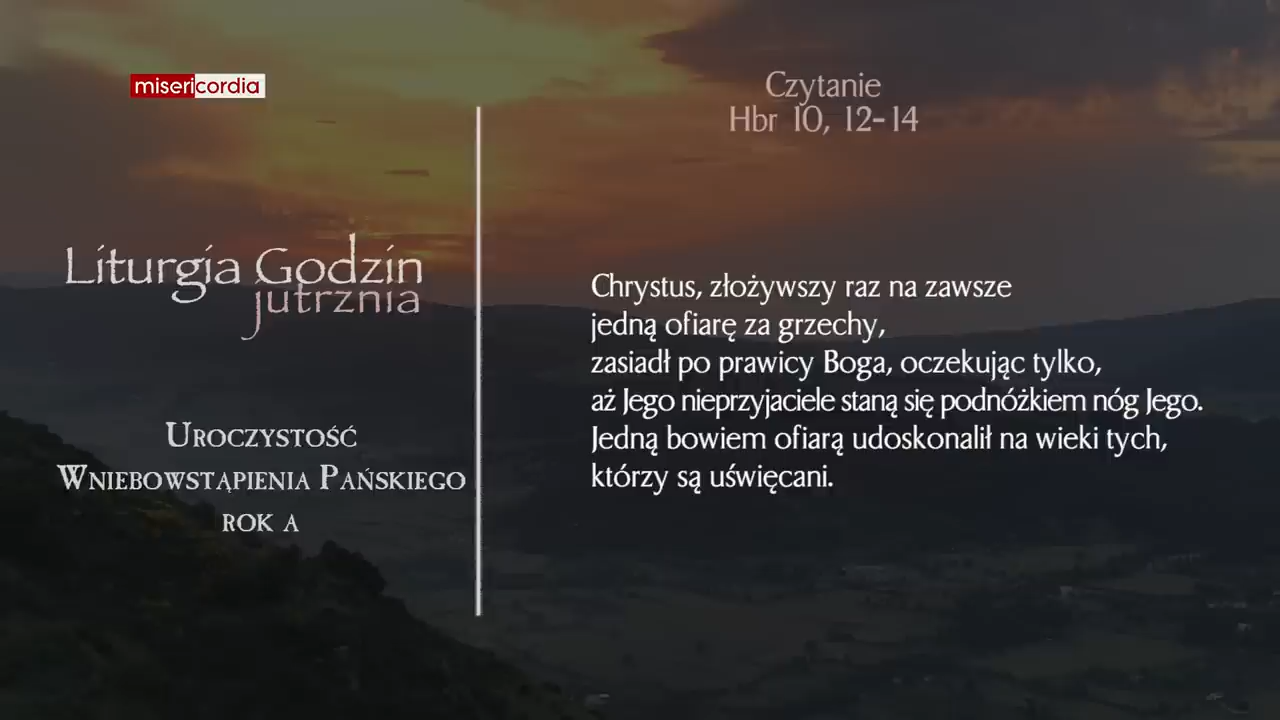 misericordia
Czytanie
Hbr 10, 12-14
Liturgia Godzin
jutrznia
Uroczystość
Wniebowstąpienia Pańskiego
rok A
Chrystus, złożywszy raz na zawsze
jedną ofiarę za grzechy,
zasiadł po prawicy Boga, oczekując tylko,
aż Jego nieprzyjaciele staną się podnóżkiem nóg Jego.
Jedną bowiem ofiarą udoskonalił na wieki tych,
którzy są uświęcani.